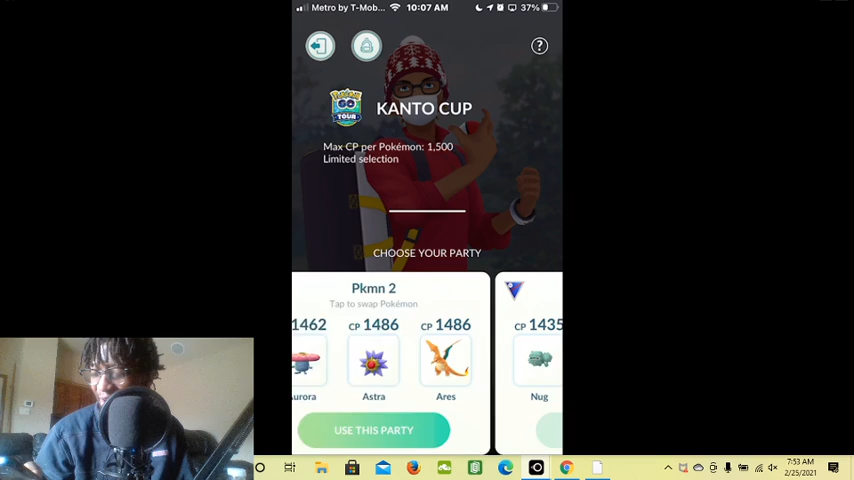 Metro by T-Mob... 10:07 AM 37%
?
Pokémon
GO
TOUR
KANTO CUP
Max CP per Pokémon: 1,500
Limited selection
CHOOSE YOUR PARTY
Pkmn 2
Tap to swap Pokémon
1462 CP 1486 CP 1486 CP 1435
urora Astra Ares Nug
USE THIS PARTY
7:53 AM
2/25/2021